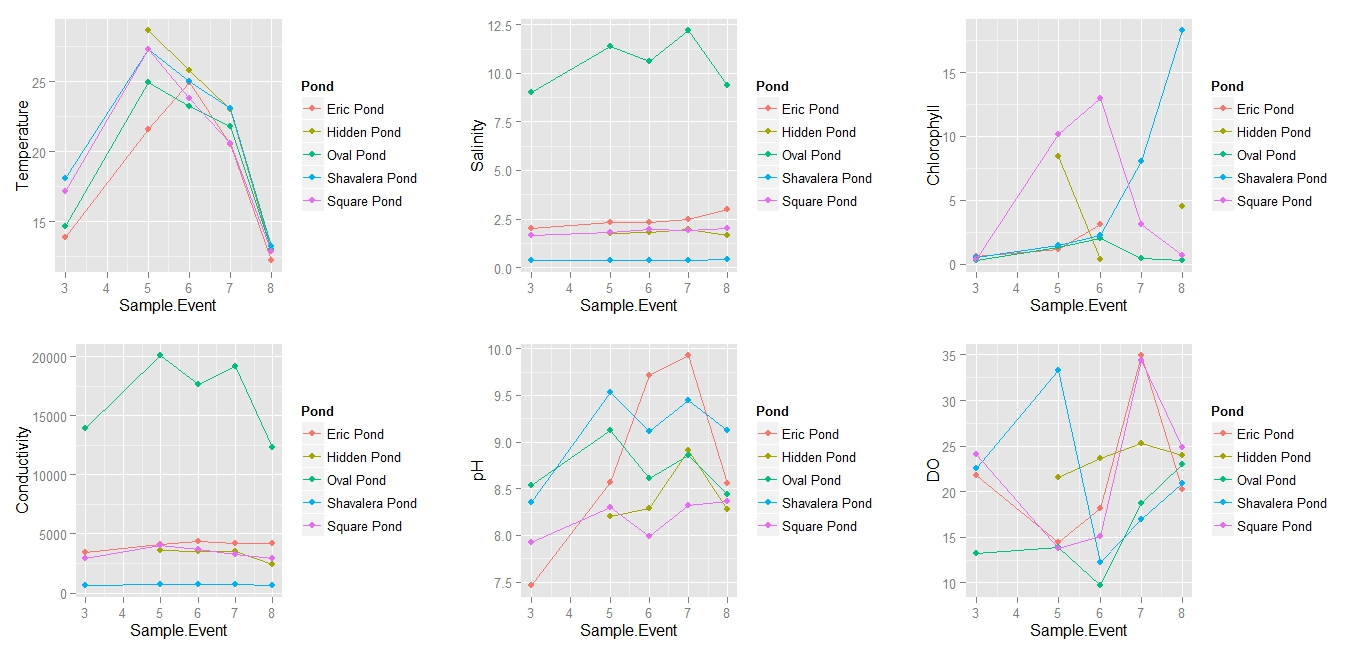 Temperature
25
20
15
3 4 5 6 7 8
Sample.Event
Pond
Eric Pond
Hidden Pond
Oval Pond
Shavalera Pond
Square Pond
Salinity
12.5
10.0
7.5
5.0
2.5
0.0
3 4 5 6 7 8
Sample.Event
Pond
Eric Pond
Hidden Pond
Oval Pond
Shavalera Pond
Square Pond
Chlorophyll
15
10
5
0
3 4 5 6 7 8
Sample.Event
Pond
Eric Pond
Hidden Pond
Oval Pond
Shavalera Pond
Square Pond
Conductivity
20000
15000
10000
5000
0
3 4 5 6 7 8
Sample.Event
Pond
Eric Pond
Hidden Pond
Oval Pond
Shavalera Pond
Square Pond
pH
10.0
9.5
9.0
8.5
8.0
7.5
3 4 5 6 7 8
Sample.Event
Pond
Eric Pond
Hidden Pond
Oval Pond
Shavalera Pond
Square Pond
DO
35
30
25
20
15
10
3 4 5 6 7 8
Sample.Event
Pond
Eric Pond
Hidden Pond
Oval Pond
Shavalera Pond
Square Pond